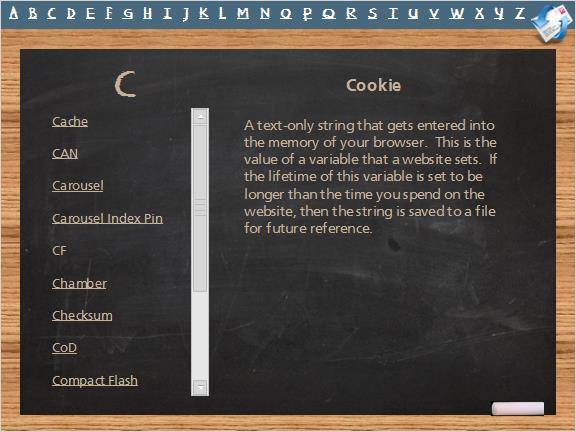 A B C D E F G H I J K L M N O P Q R S T U V W X Y Z
C
Cache
CAN
Carousel
Carousel Index Pin
CF
Chamber
Checksum
CoD
Compact Flash
Cookie
A text-only string that gets entered into
the memory of your browser.  This is the
value of a variable that a website sets.  If
the lifetime of this variable is set to be
longer than the time you spend on the
website, then the string is saved to a file
for future reference.